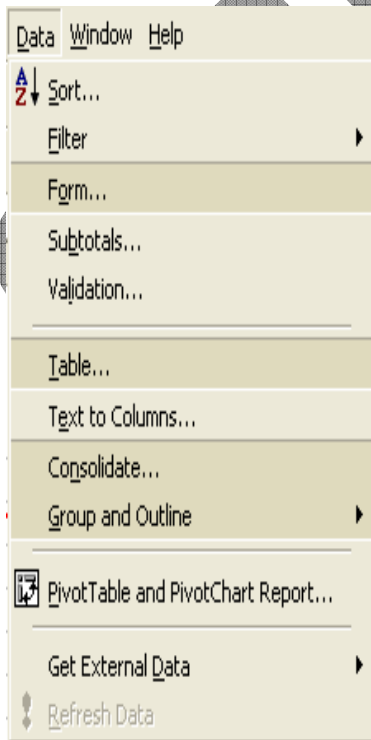 Data Window Help
A
Z Sort...
Filter
Form...
Subtotals...
Validation...
Table...
Text to Columns...
Consolidate...
Group and Outline
PivotTable and PivotChart Report...
Get External Data
Refresh Data